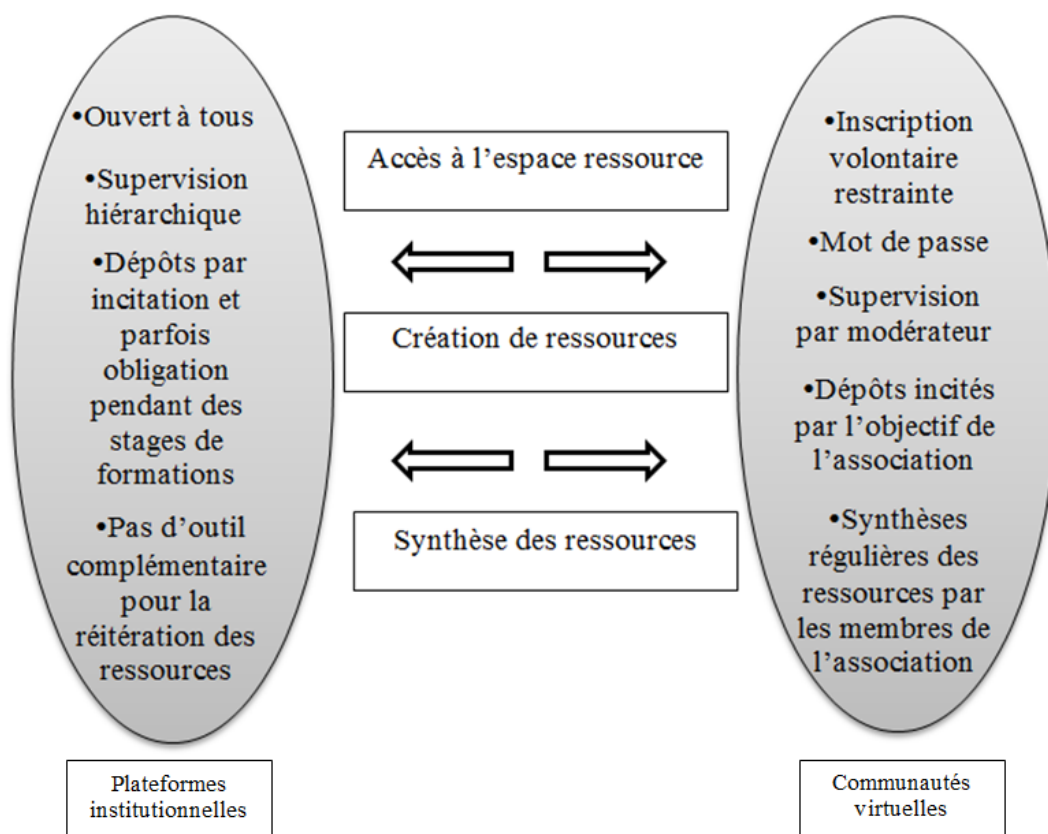 •Ouvert à tous
•Supervision
hiérarchique
•Dépôts par
incitation et
parfois
obligation
pendant des
stages de
formations
•Pas d’outil
complémentaire
pour la
réitération des
ressources
Plateformes
institutionnelles
Accès à l’espace ressource
Création de ressources
Synthèse des ressources
•Inscription
volontaire
restrainte
•Mot de passe
•Supervision
par modérateur
•Dépôts incités
par l’objectif de
l’association
•Synthèses
régulières des
ressources par
les membres de
l’association
Communautés
virtuelles